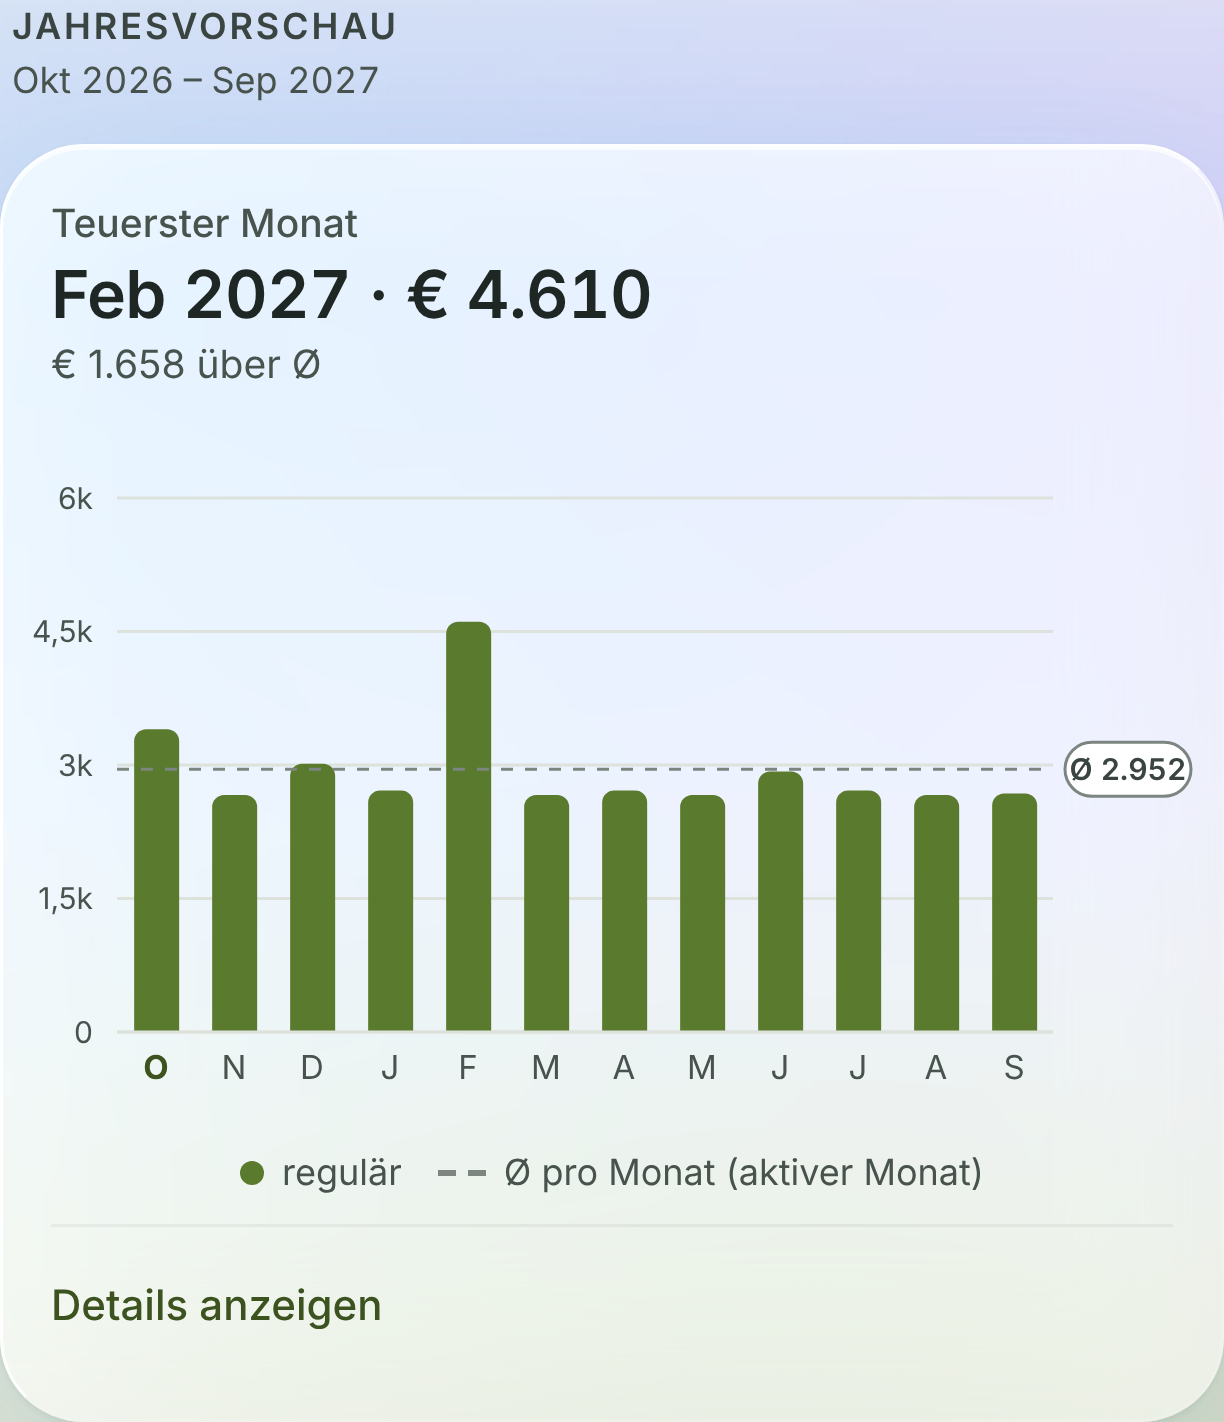 JAHRESVORSCHAU
Okt 2026 – Sep 2027
Teuerster Monat
Feb 2027 · € 4.610
€ 1.658 über Ø
6k
4,5k
3k
Ø 2.952
1,5k
0
O N D J F M A M J J A S
regulär Ø pro Monat (aktiver Monat)
Details anzeigen